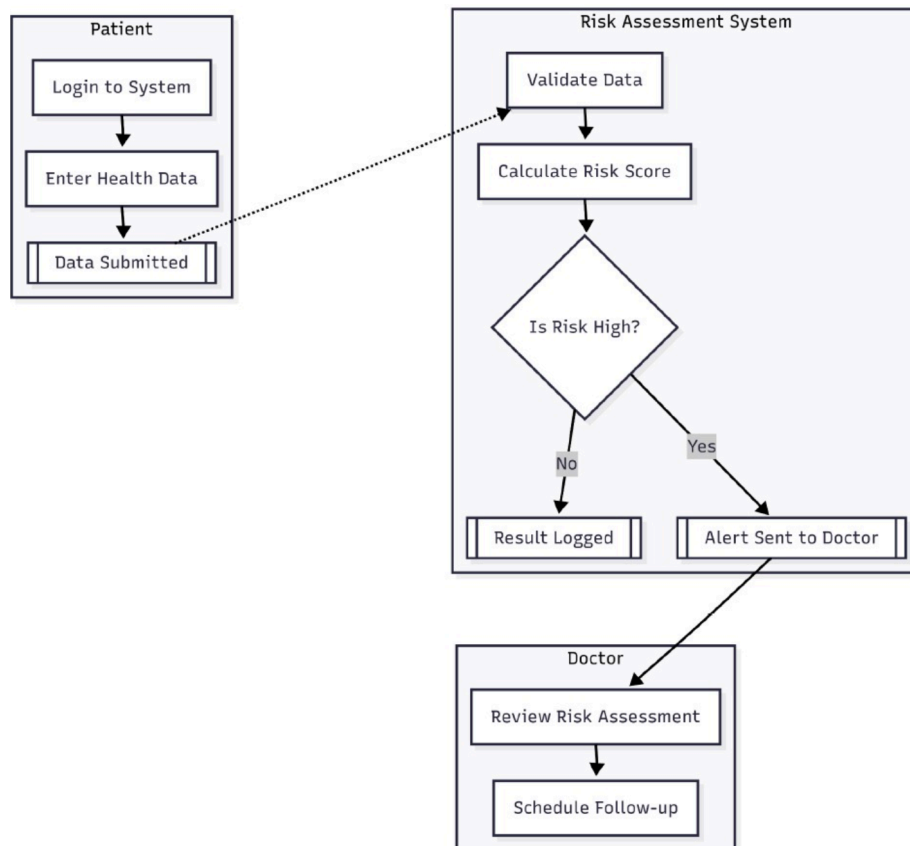 Patient
Login to System
Enter Health Data
Data Submitted
Risk Assessment System
Validate Data
Calculate Risk Score
Is Risk High?
No
Yes
Result Logged
Alert Sent to Doctor
Doctor
Review Risk Assessment
Schedule Follow-up